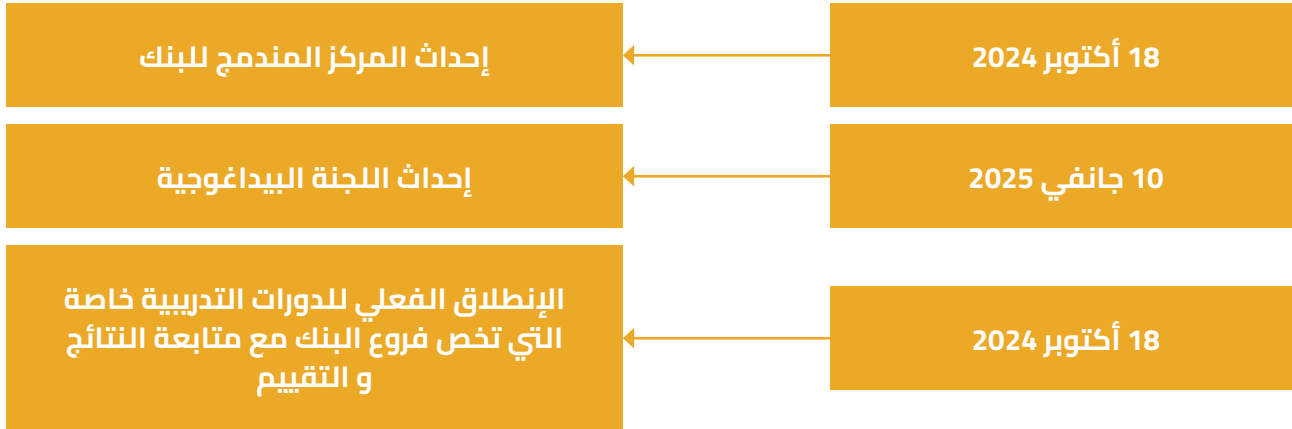 18 أكتوبر 2024
إحداث المركز المندمج للبنك
10 جانفي 2025
إحداث اللجنة البيداغوجية
18 أكتوبر 2024
الإنطلاق الفعلي للدورات التدريبية خاصة
التي تخص فروع البنك مع متابعة النتائج
و التقييم